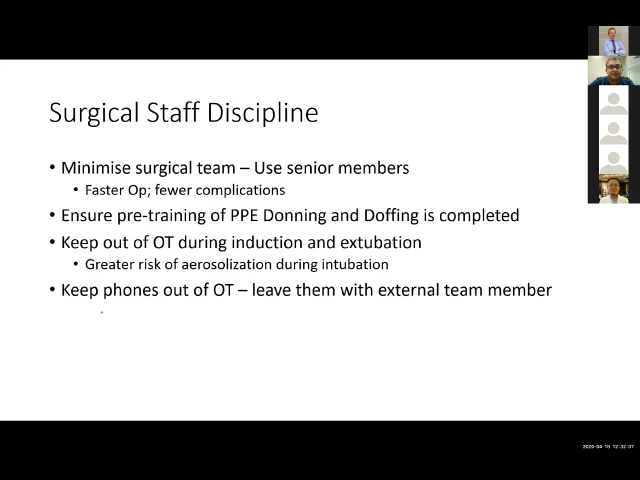 Surgical Staff Discipline
• Minimise surgical team – Use senior members
• Faster Op; fewer complications
• Ensure pre-training of PPE Donning and Doffing is completed
• Keep out of OT during induction and extubation
• Greater risk of aerosolization during intubation
• Keep phones out of OT – leave them with external team member